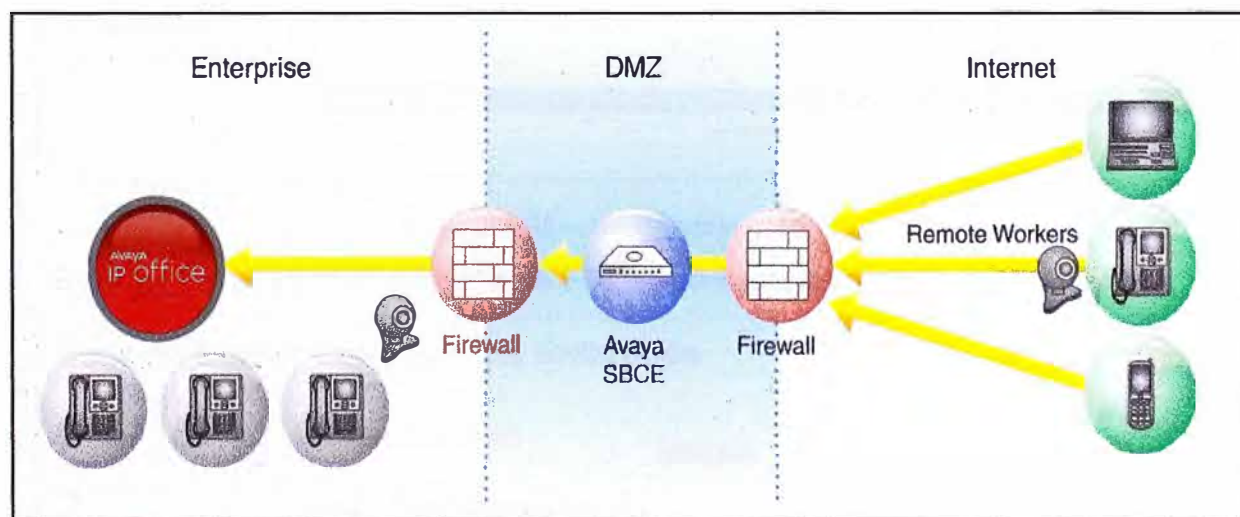 Enterprise
DMZ
Internet
Remote Workers
AVAYA
IP office
Firewall
Avaya
SBCE
Firewall